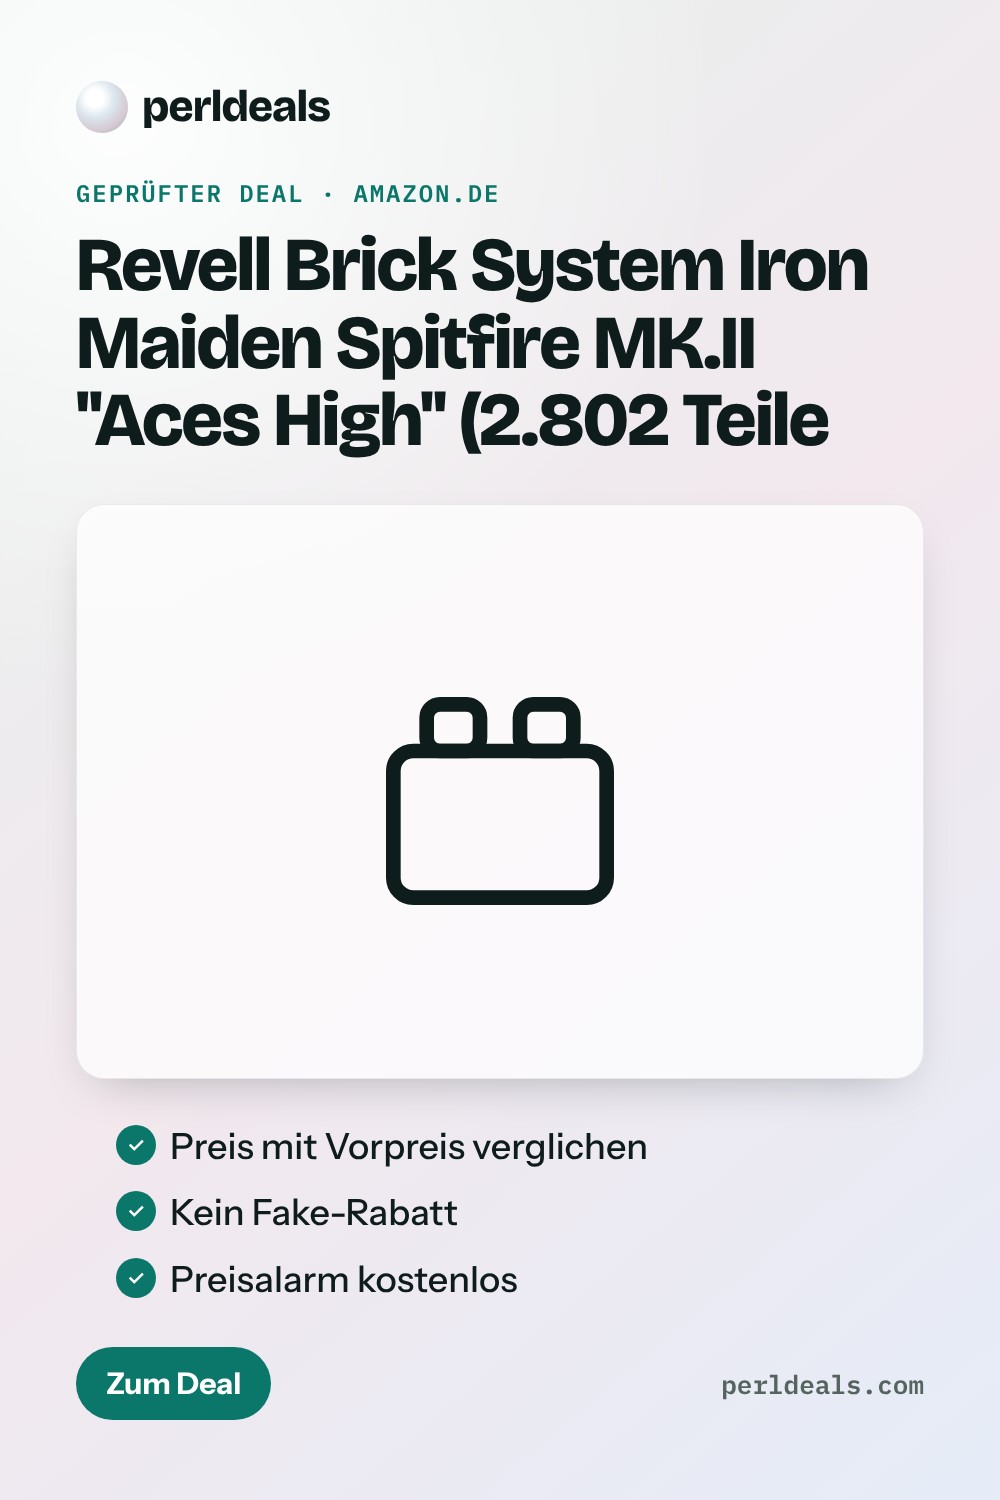 perldeals
GEPRÜFTER DEAL · AMAZON.DE
Revell Brick System Iron
Maiden Spitfire MK.II
"Aces High" (2.802 Teile
Preis mit Vorpreis verglichen
Kein Fake-Rabatt
Preisalarm kostenlos
Zum Deal
perldeals.com